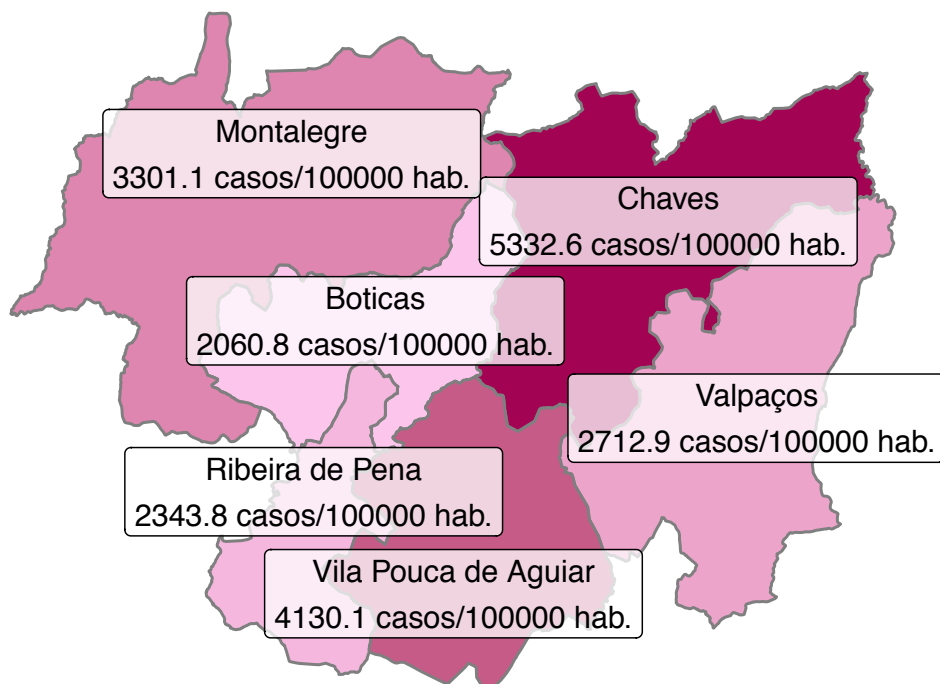 Montalegre
3301.1 casos/100000 hab.
Chaves
5332.6 casos/100000 hab.
Boticas
2060.8 casos/100000 hab.
Valpaços
2712.9 casos/100000 hab.
Ribeira de Pena
2343.8 casos/100000 hab.
Vila Pouca de Aguiar
4130.1 casos/100000 hab.